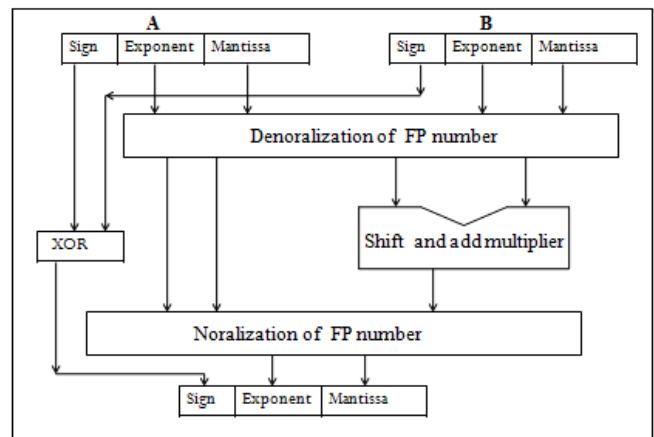 A B
Sign Exponent Mantissa Sign Exponent Mantissa
Denoralization of FP number
XOR
Shift and add multiplier
Noralization of FP number
Sign Exponent Mantissa